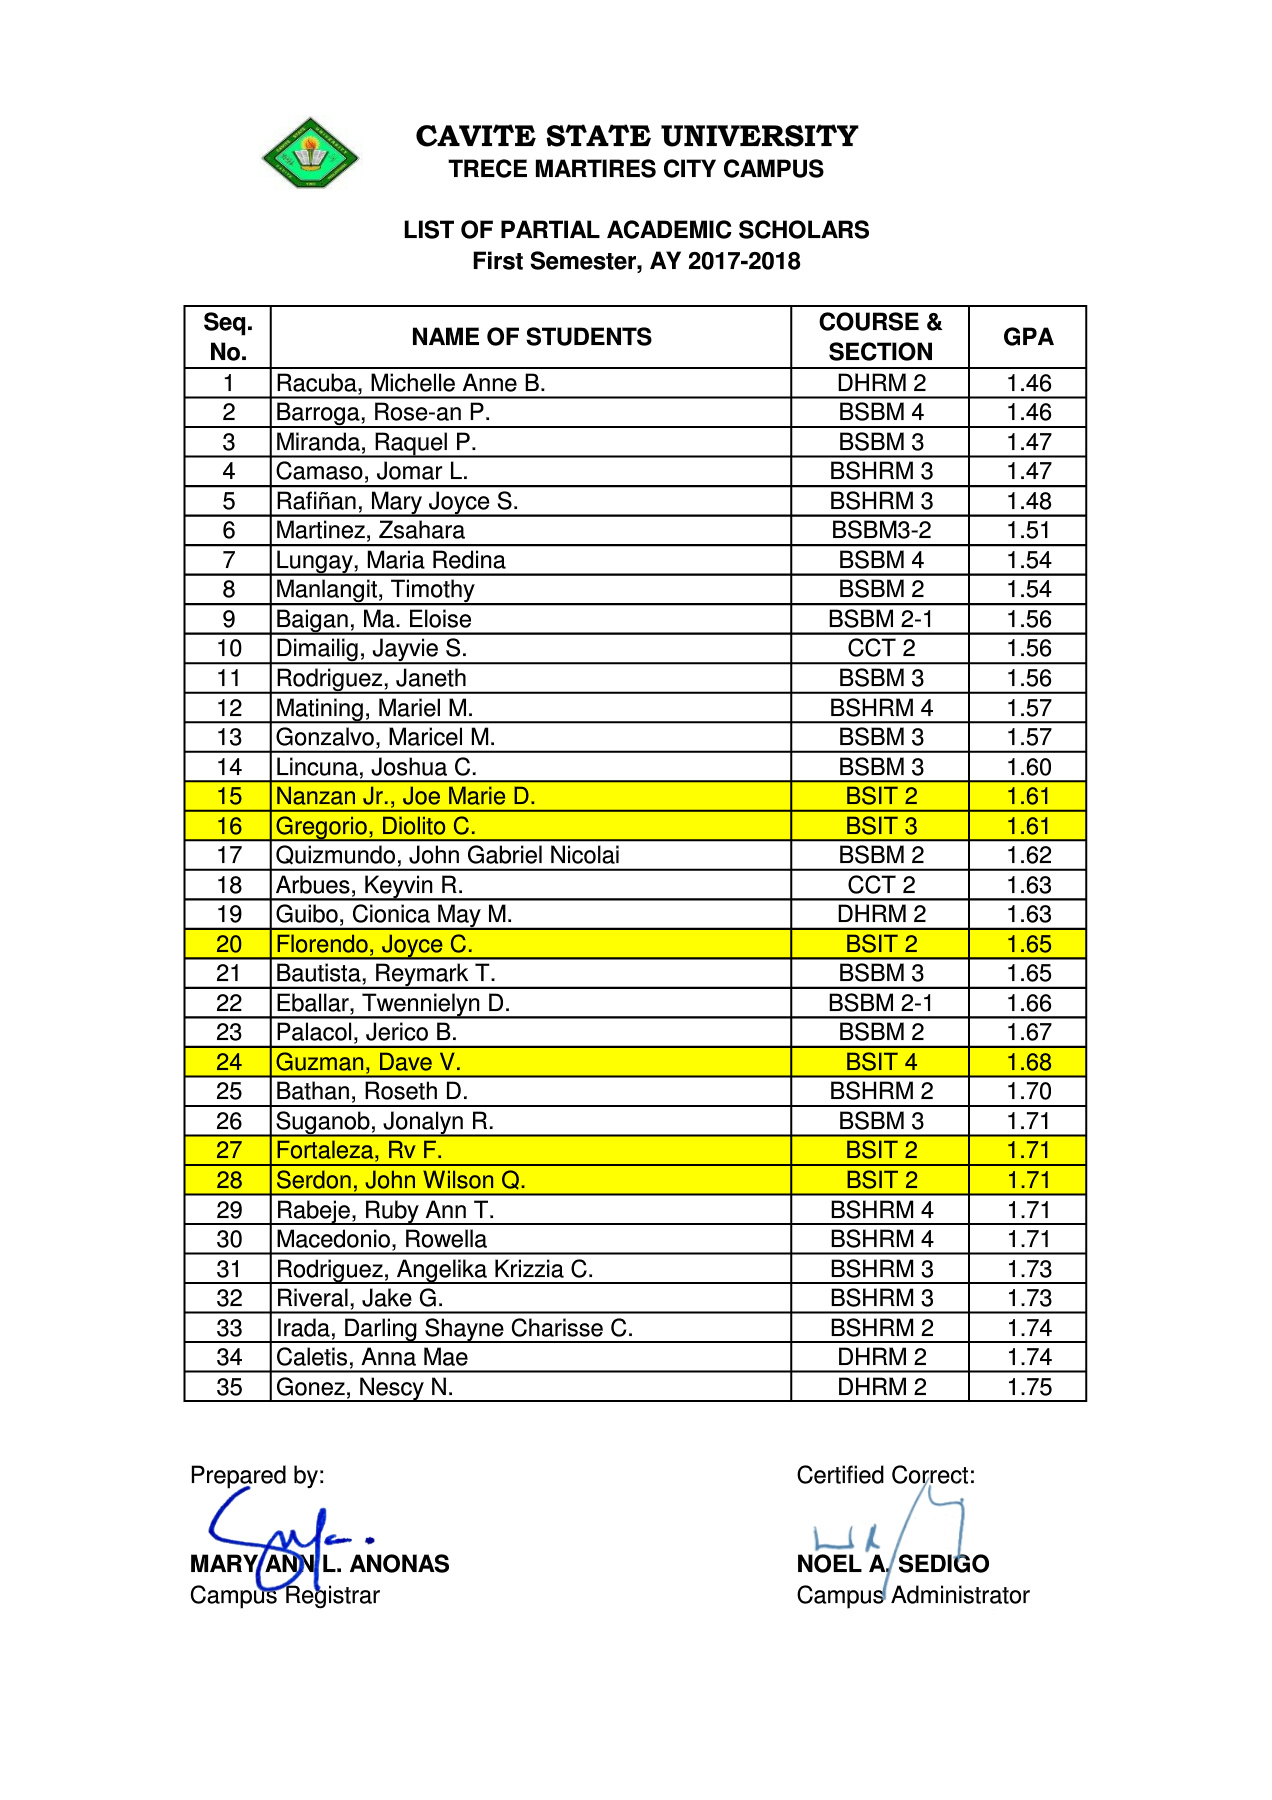 CAVITE STATE UNIVERSITY
TRECE MARTIRES CITY CAMPUS
LIST OF PARTIAL ACADEMIC SCHOLARS
First Semester, AY 2017-2018
Seq. No. NAME OF STUDENTS COURSE & SECTION GPA
1 Racuba, Michelle Anne B. DHRM 2 1.46
2 Barroga, Rose-an P. BSBM 4 1.46
3 Miranda, Raquel P. BSBM 3 1.47
4 Camaso, Jomar L. BSHRM 3 1.47
5 Rafiñan, Mary Joyce S. BSHRM 3 1.48
6 Martinez, Zsahara BSBM3-2 1.51
7 Lungay, Maria Redina BSBM 4 1.54
8 Manlangit, Timothy BSBM 2 1.54
9 Baigan, Ma. Eloise BSBM 2-1 1.56
10 Dimailig, Jayvie S. CCT 2 1.56
11 Rodriguez, Janeth BSBM 3 1.56
12 Matining, Mariel M. BSHRM 4 1.57
13 Gonzalvo, Maricel M. BSBM 3 1.57
14 Lincuna, Joshua C. BSBM 3 1.60
15 Nanzan Jr., Joe Marie D. BSIT 2 1.61
16 Gregorio, Diolito C. BSIT 3 1.61
17 Quizmundo, John Gabriel Nicolai BSBM 2 1.62
18 Arbues, Keyvin R. CCT 2 1.63
19 Guibo, Cionica May M. DHRM 2 1.63
20 Florendo, Joyce C. BSIT 2 1.65
21 Bautista, Reymark T. BSBM 3 1.65
22 Eballar, Twennielyn D. BSBM 2-1 1.66
23 Palacol, Jerico B. BSBM 2 1.67
24 Guzman, Dave V. BSIT 4 1.68
25 Bathan, Roseth D. BSHRM 2 1.70
26 Suganob, Jonalyn R. BSBM 3 1.71
27 Fortaleza, Rv F. BSIT 2 1.71
28 Serdon, John Wilson Q. BSIT 2 1.71
29 Rabeje, Ruby Ann T. BSHRM 4 1.71
30 Macedonio, Rowella BSHRM 4 1.71
31 Rodriguez, Angelika Krizzia C. BSHRM 3 1.73
32 Riveral, Jake G. BSHRM 3 1.73
33 Irada, Darling Shayne Charisse C. BSHRM 2 1.74
34 Caletis, Anna Mae DHRM 2 1.74
35 Gonez, Nescy N. DHRM 2 1.75
Prepared by: Certified Correct:
MARY ANN L. ANONAS NOEL A. SEDIGO
Campus Registrar Campus Administrator